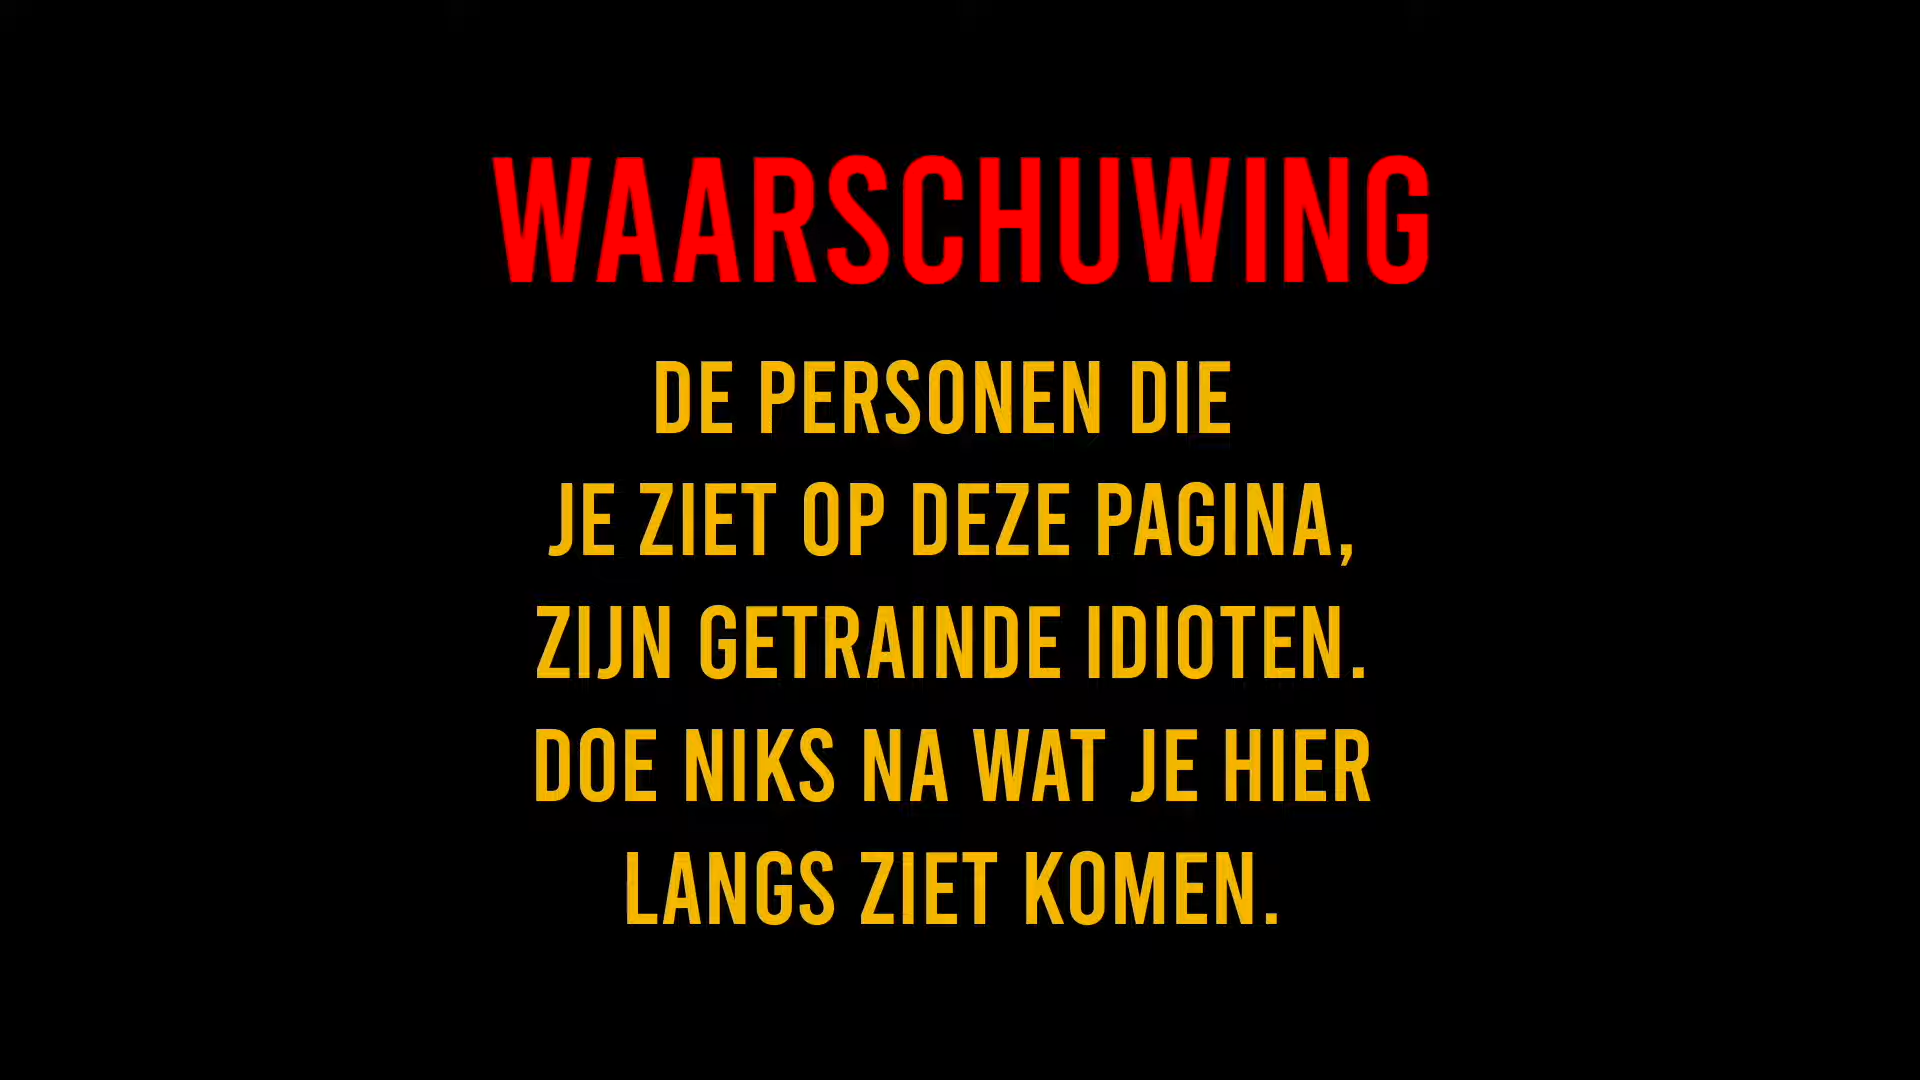 WAARSCHUWING
DE PERSONEN DIE
JE ZIET OP DEZE PAGINA,
ZIJN GETRAINDE IDIOTEN.
DOE NIKS NA WAT JE HIER
LANGS ZIET KOMEN.